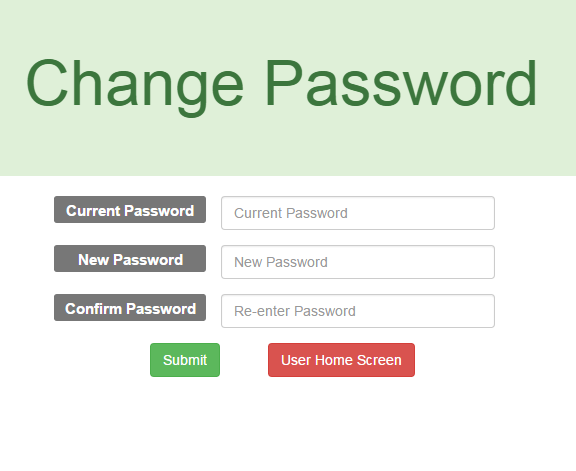 Change Password
Current Password Current Password
New Password New Password
Confirm Password Re-enter Password
Submit User Home Screen